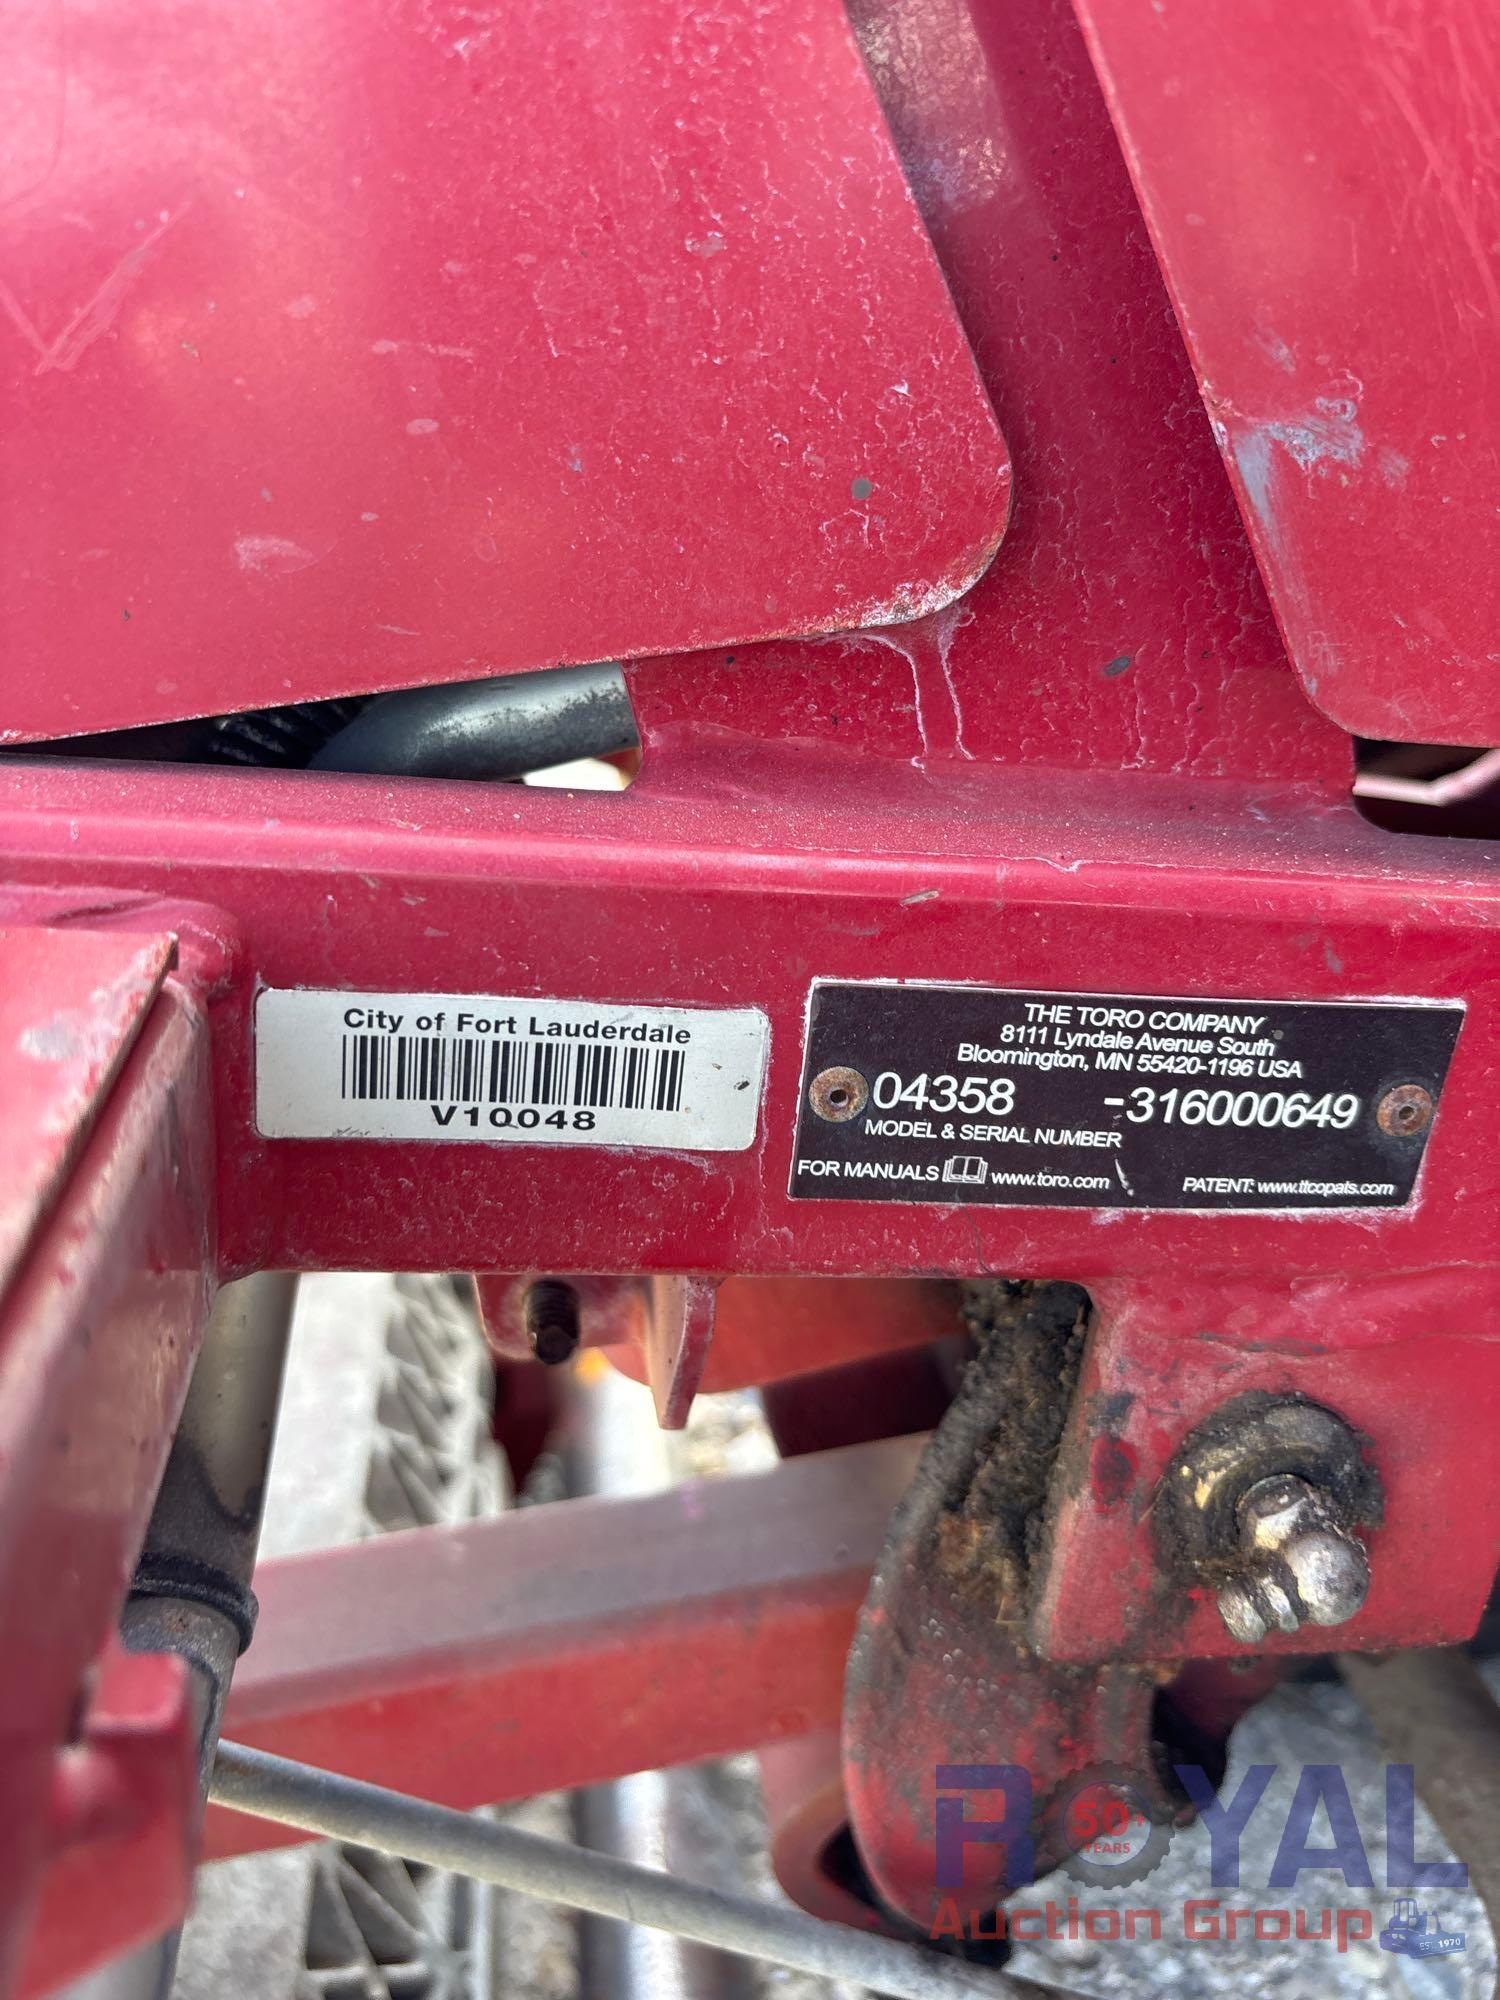 City of Fort Lauderdale
V10048
THE TORO COMPANY
8111 Lyndale Avenue South
Bloomington, MN 55420-1196 USA
04358 -316000649
MODEL & SERIAL NUMBER
FOR MANUALS www.toro.com PATENT: www.ttcopats.com
ROYAL
50+
YEARS
Auction Group
EST. 1970